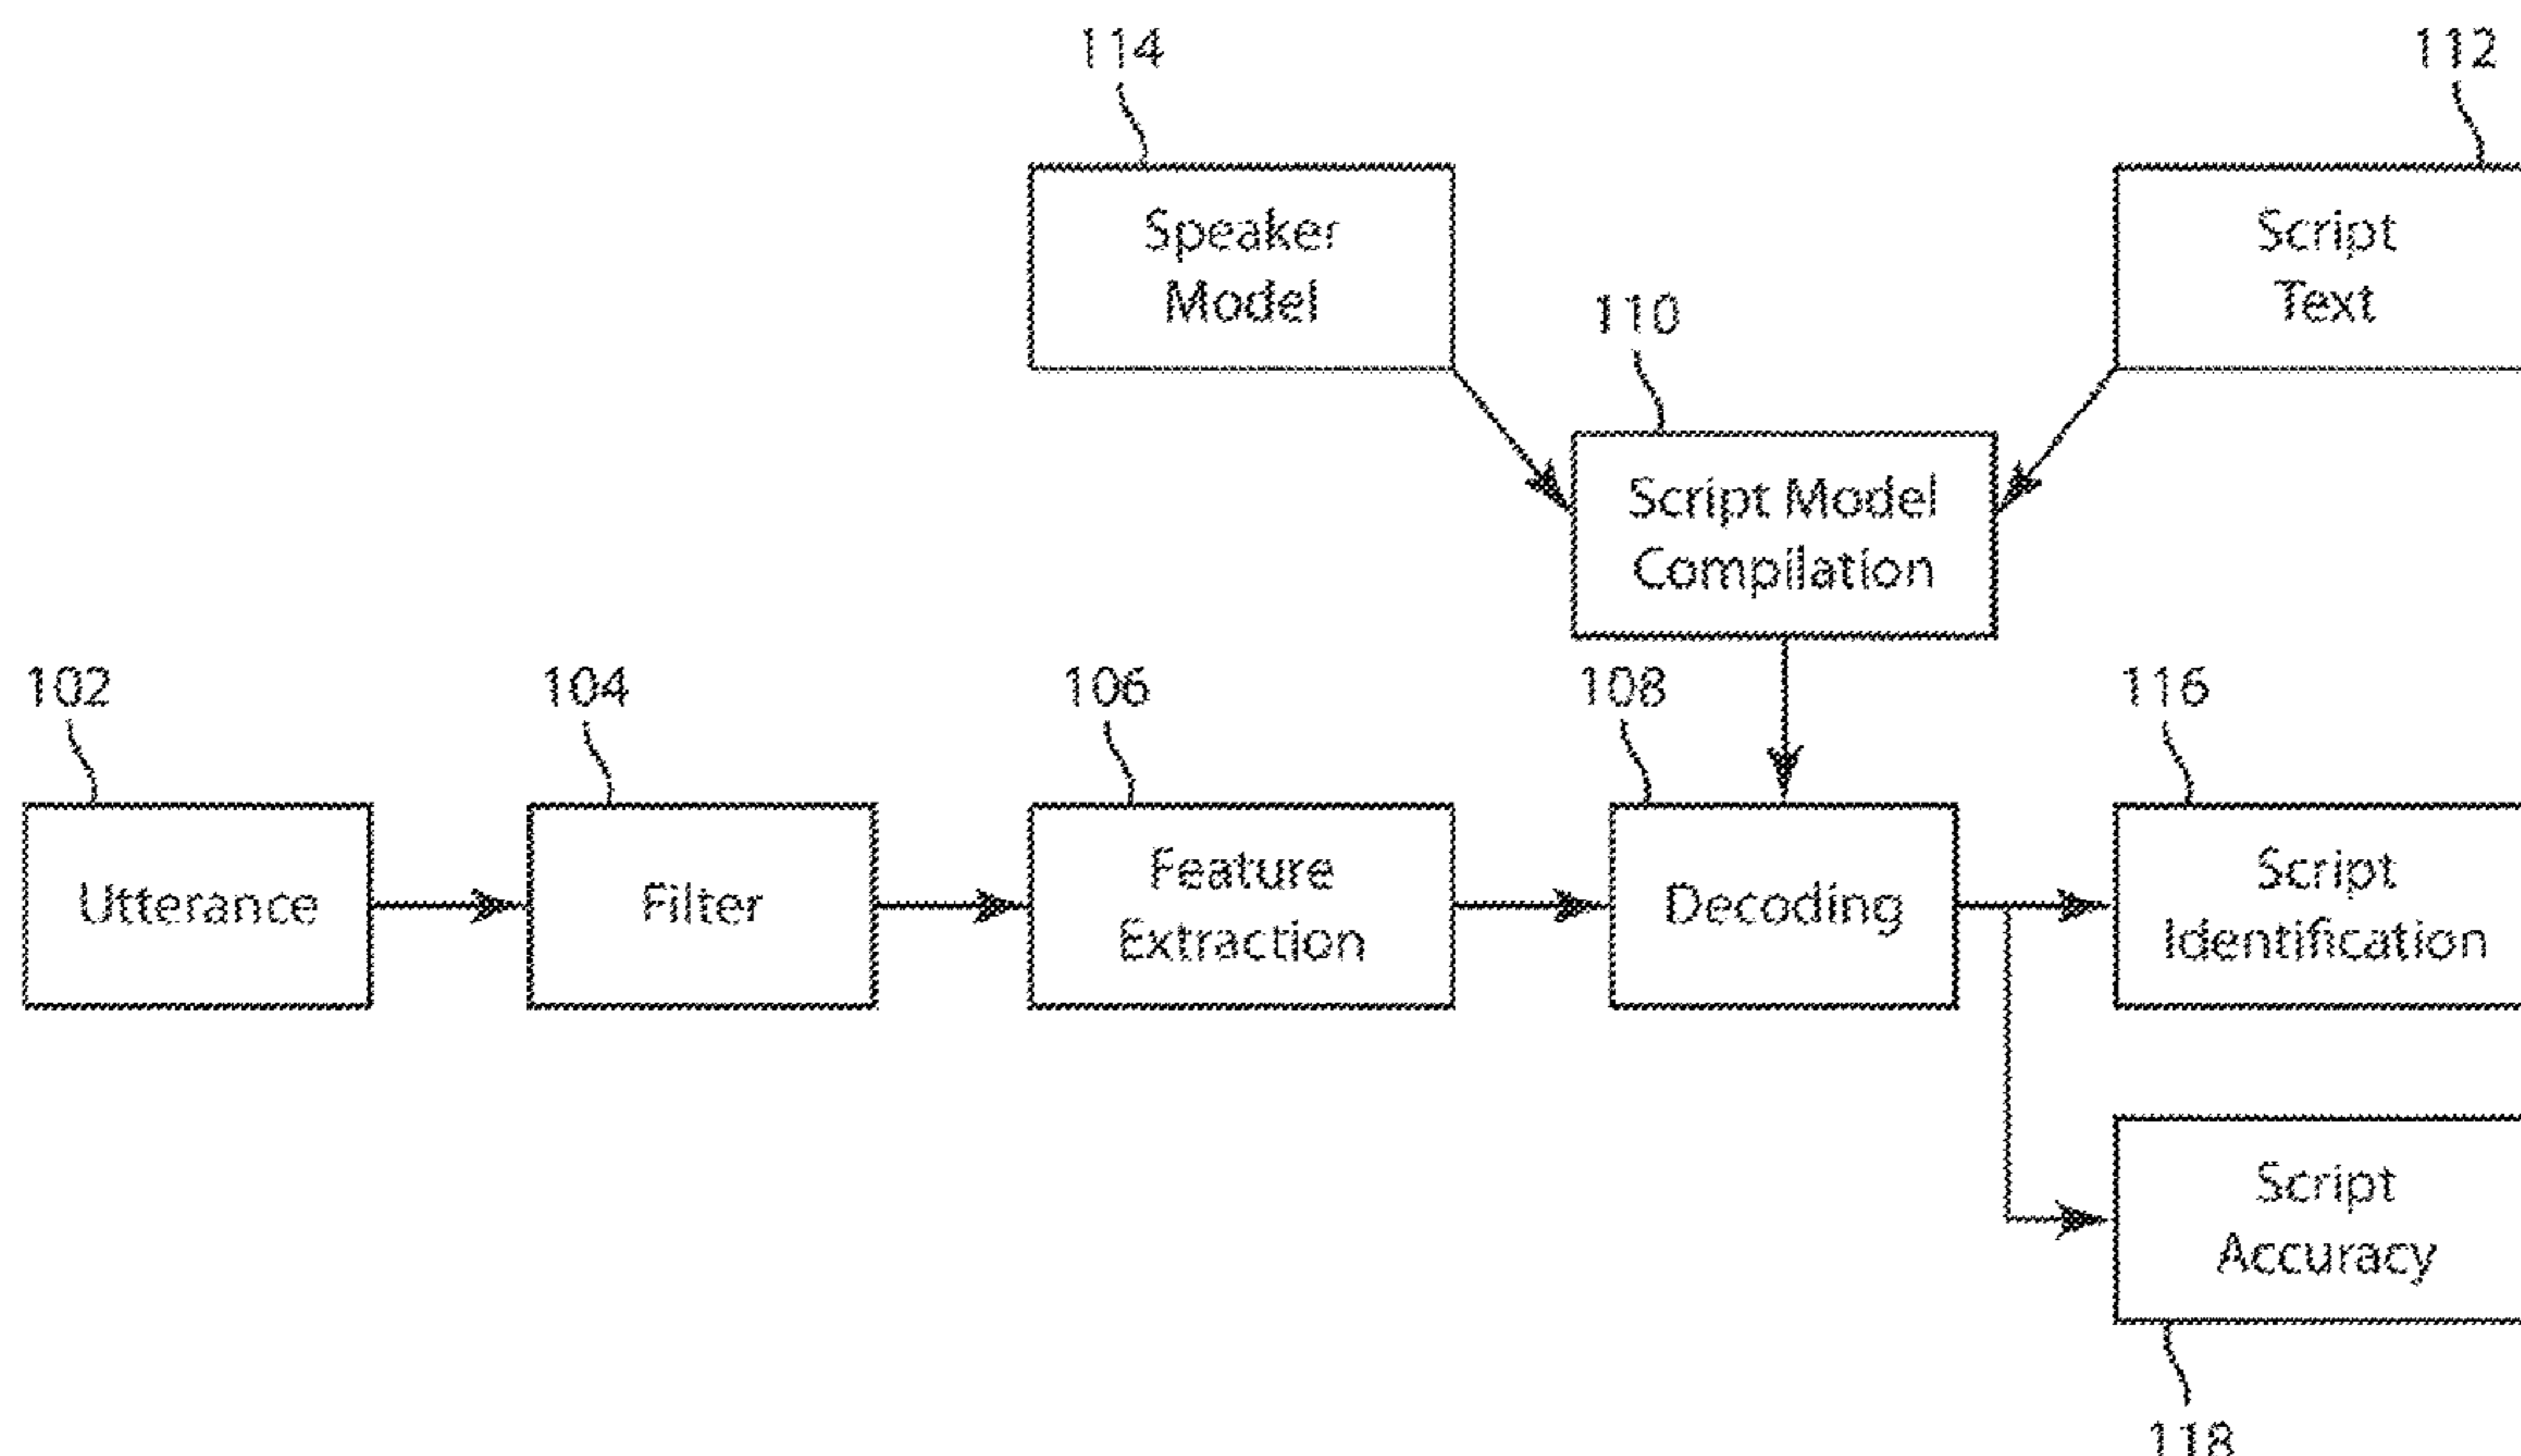 114
112
Speaker
Model
Script
Text
110
Script Model
Compilation
102
104
106
108
116
Utterance
Filter
Feature
Extraction
Decoding
Script
Identification
Script
Accuracy
118